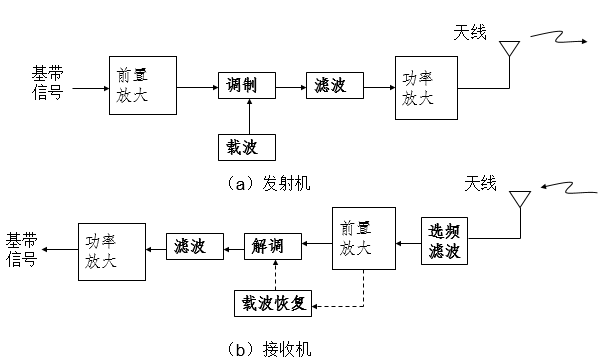 天线
基带
信号
前置
放大
调制
滤波
功率
放大
载波
（a）发射机
天线
基带
信号
功率
放大
滤波
解调
前置
放大
选频
滤波
载波恢复
（b）接收机